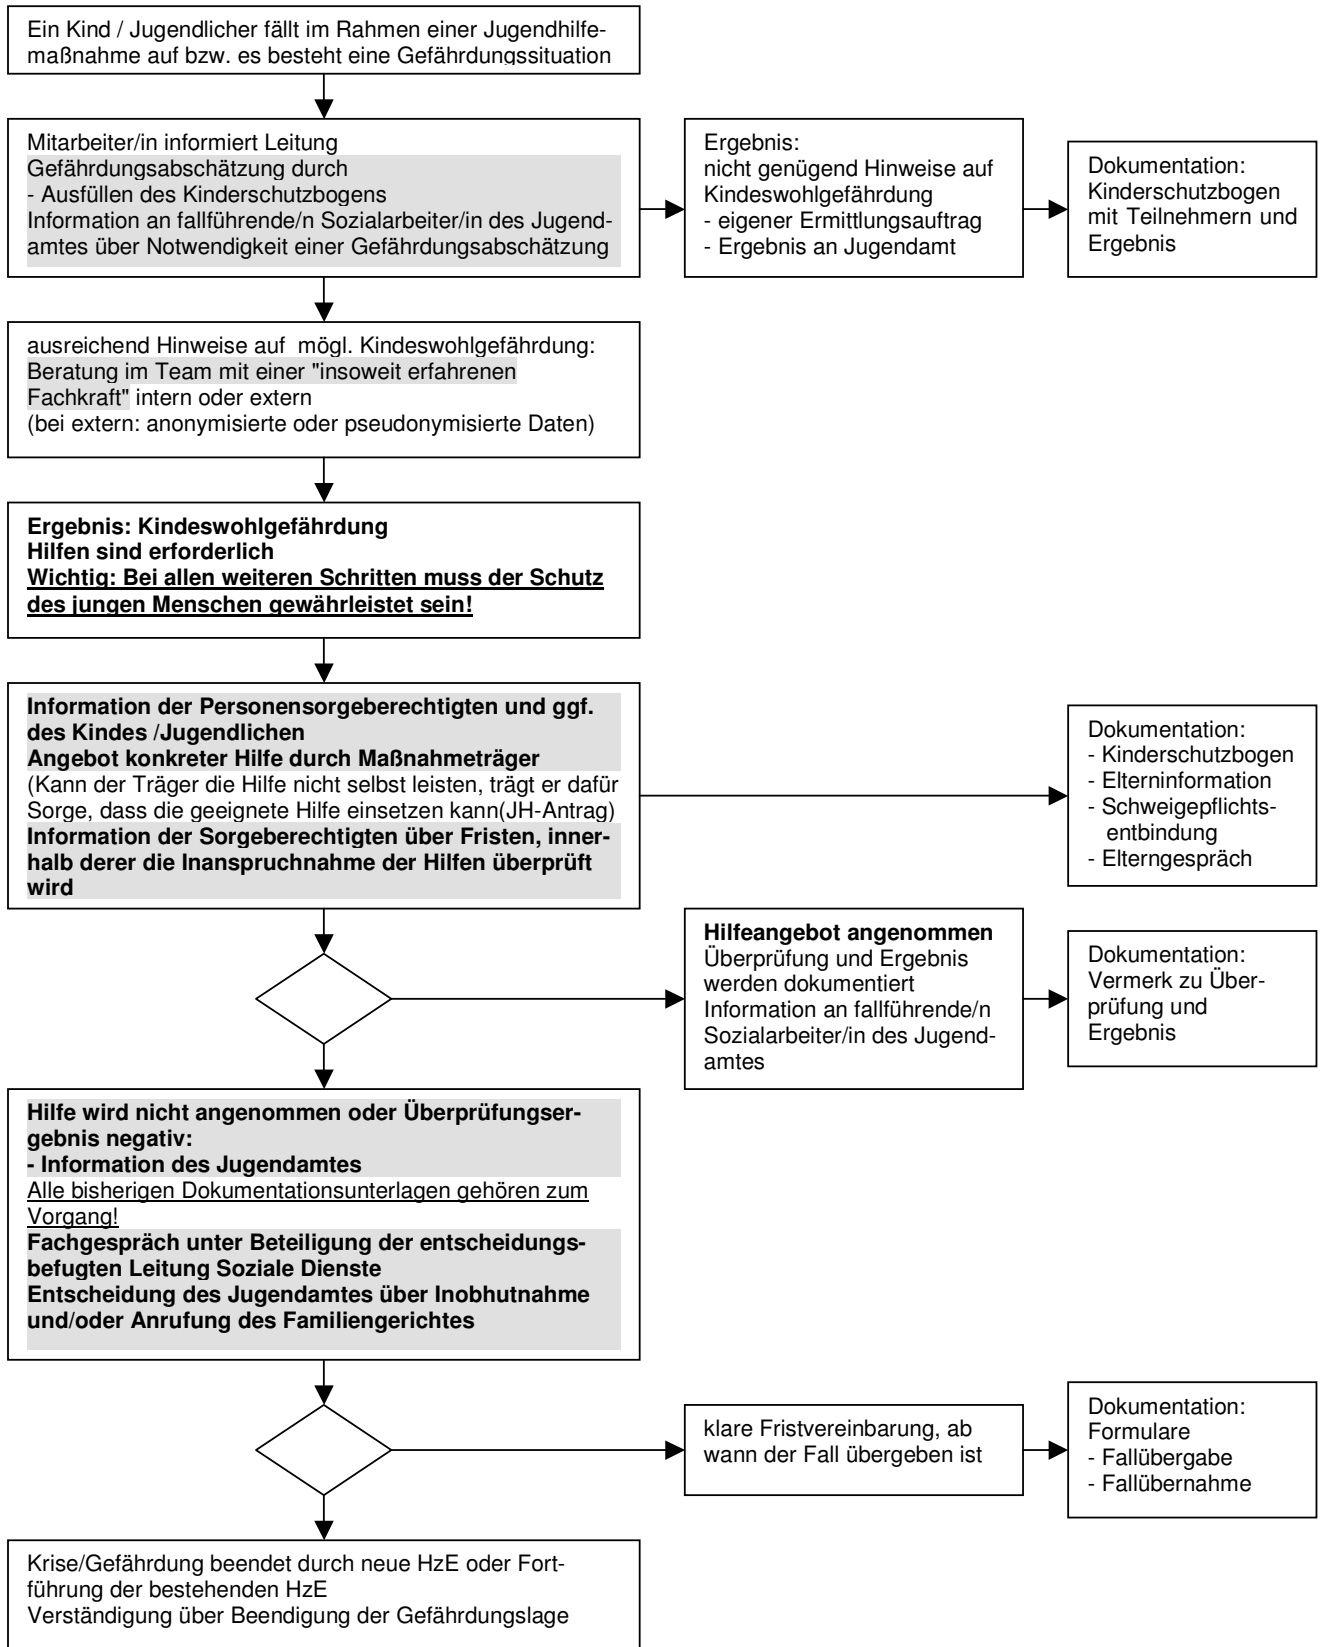 Ein Kind / Jugendlicher fällt im Rahmen einer Jugendhilfe-
maßnahme auf bzw. es besteht eine Gefährdungssituation
Mitarbeiter/in informiert Leitung
Gefährdungsabschätzung durch
- Ausfüllen des Kinderschutzbogens
Information an fallführende/n Sozialarbeiter/in des Jugend-
amtes über Notwendigkeit einer Gefährdungsabschätzung
Ergebnis:
nicht genügend Hinweise auf
Kindeswohlgefährdung
- eigener Ermittlungsauftrag
- Ergebnis an Jugendamt
Dokumentation:
Kinderschutzbogen
mit Teilnehmern und
Ergebnis
ausreichend Hinweise auf  mögl. Kindeswohlgefährdung:
Beratung im Team mit einer "insoweit erfahrenen
Fachkraft" intern oder extern
(bei extern: anonymisierte oder pseudonymisierte Daten)
Ergebnis: Kindeswohlgefährdung
Hilfen sind erforderlich
Wichtig: Bei allen weiteren Schritten muss der Schutz
des jungen Menschen gewährleistet sein!
Information der Personensorgeberechtigten und ggf.
des Kindes /Jugendlichen
Angebot konkreter Hilfe durch Maßnahmeträger
(Kann der Träger die Hilfe nicht selbst leisten, trägt er dafür
Sorge, dass die geeignete Hilfe einsetzen kann(JH-Antrag)
Information der Sorgeberechtigten über Fristen, inner-
halb derer die Inanspruchnahme der Hilfen überprüft
wird
Dokumentation:
- Kinderschutzbogen
- Elterninformation
- Schweigepflichts-
entbindung
- Elterngespräch
Hilfeangebot angenommen
Überprüfung und Ergebnis
werden dokumentiert
Information an fallführende/n
Sozialarbeiter/in des Jugend-
amtes
Dokumentation:
Vermerk zu Über-
prüfung und
Ergebnis
Hilfe wird nicht angenommen oder Überprüfungser-
gebnis negativ:
- Information des Jugendamtes
Alle bisherigen Dokumentationsunterlagen gehören zum
Vorgang!
Fachgespräch unter Beteiligung der entscheidungs-
befugten Leitung Soziale Dienste
Entscheidung des Jugendamtes über Inobhutnahme
und/oder Anrufung des Familiengerichtes
klare Fristvereinbarung, ab
wann der Fall übergeben ist
Dokumentation:
Formulare
- Fallübergabe
- Fallübernahme
Krise/Gefährdung beendet durch neue HzE oder Fort-
führung der bestehenden HzE
Verständigung über Beendigung der Gefährdungslage